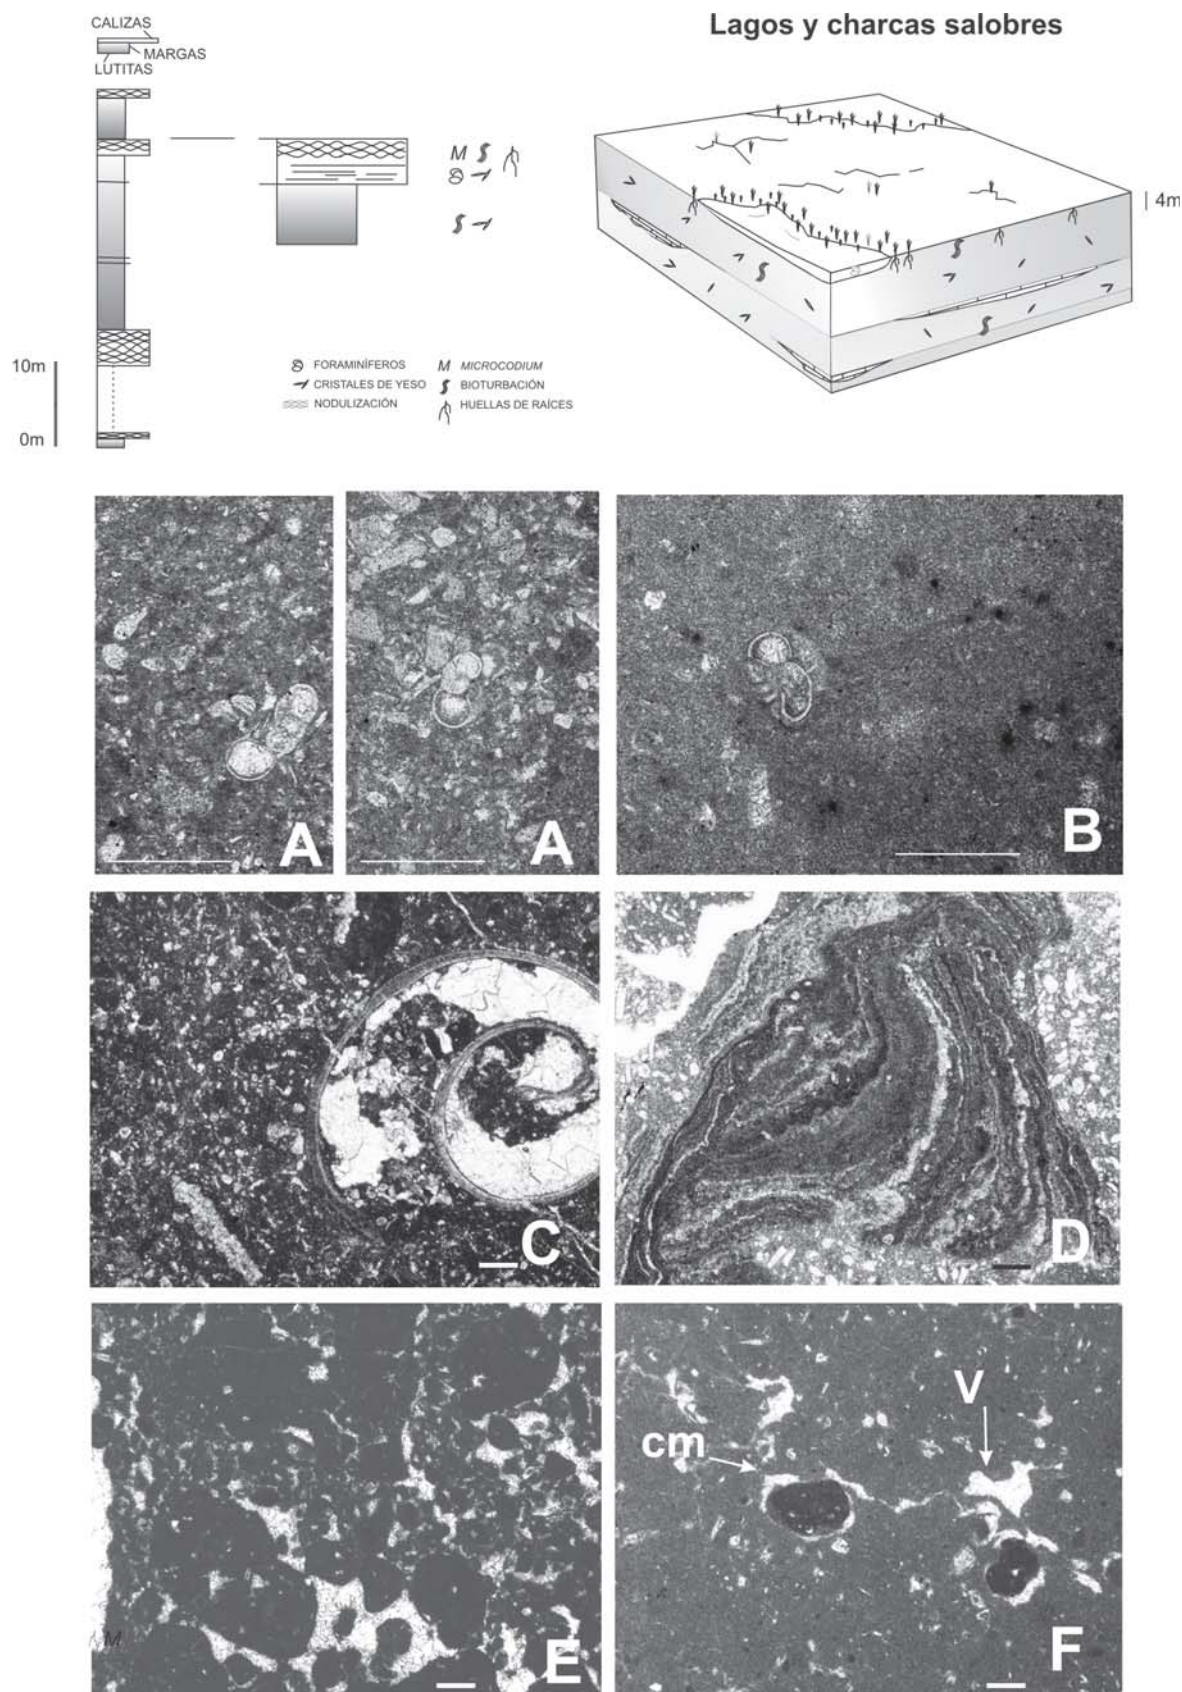 CALIZAS
MARGAS
LUTITAS
Lagos y charcas salobres
M
4m
10m
0m
FORAMINÍFEROS
CRISTALES DE YESO
NODULIZACIÓN
M MICROCODIUM
BIOTURBACIÓN
HUELLAS DE RAÍCES
A
A
B
C
D
E
cm
V
F